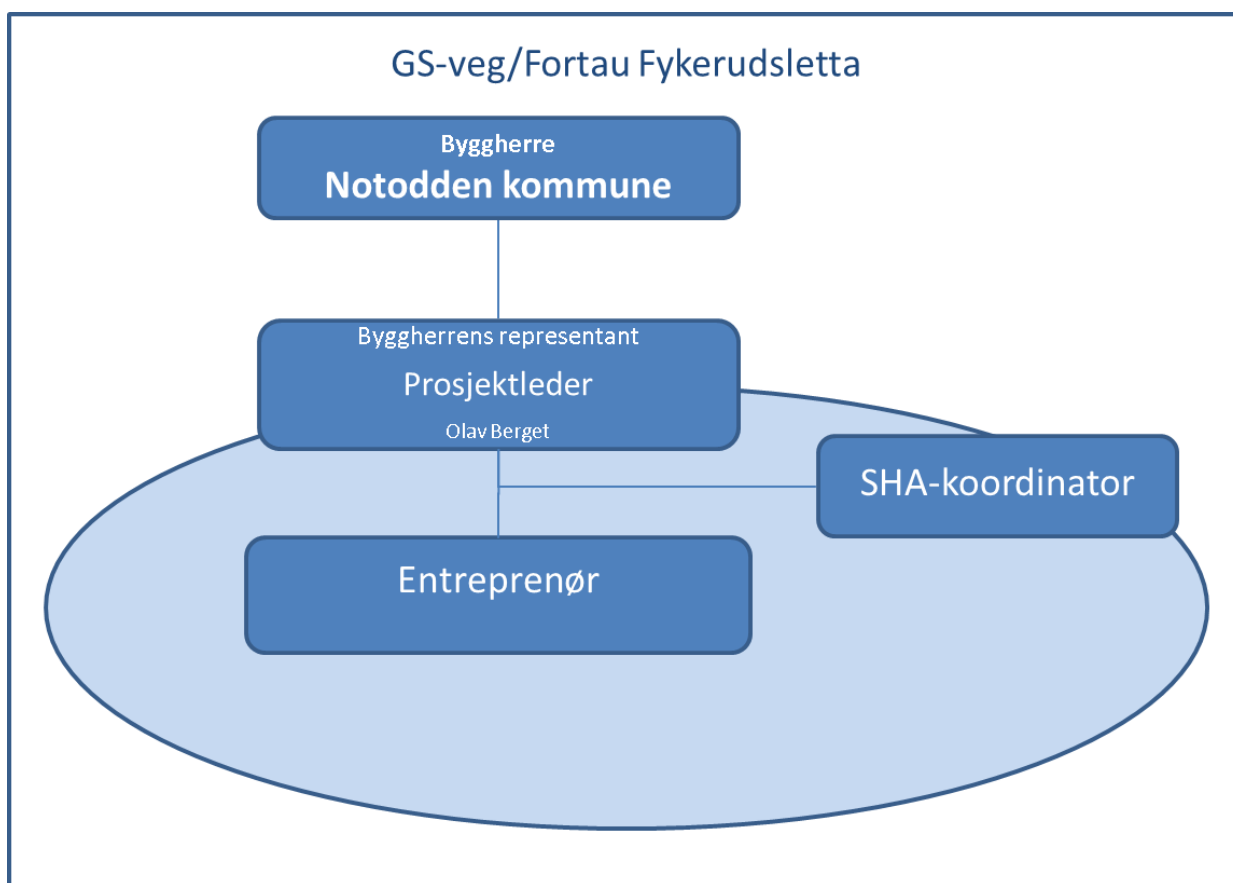 GS-veg/Fortau Fykerudsletta
Byggherre
Notodden kommune
Byggherrens representant
Prosjektleder
Olav Berget
SHA-koordinator
Entreprenør